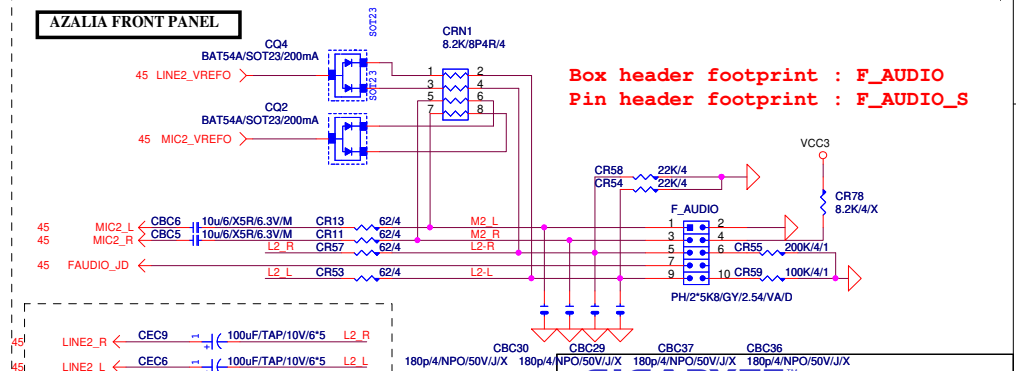 AZALIA FRONT PANEL
SOT23
CQ4
BAT54A/SOT23/200mA
CRN1
8.2K/8P4R/4
45 LINE2_VREFO
SOT23
1 2
3 4
5 6
7 8
Box header footprint : F_AUDIO
Pin header footprint : F_AUDIO_S
CQ2
BAT54A/SOT23/200mA
45 MIC2_VREFO
VCC3
CR58 22K/4
CR54 22K/4
CR78
8.2K/4/X
F_AUDIO
45 MIC2_L CBC6 10u/6/X5R/6.3V/M CR13 62/4 M2_L 1 2
45 MIC2_R CBC5 10u/6/X5R/6.3V/M CR11 62/4 M2_R 3 4
L2_R CR57 62/4 L2-R 5 6 CR55 200K/4/1
45 FAUDIO_JD 7
L2_L CR53 62/4 L2-L 9 10 CR59 100K/4/1
PH/2*5K8/GY/2.54/VA/D
45 LINE2_R CEC9 1 + 100uF/TAP/10V/6*5 L2_R
CBC30 CBC29 CBC37 CBC36
45 LINE2_L CEC6 1 100uF/TAP/10V/6*5 L2_L
180p/4/NPO/50V/J/X 180p/4/NPO/50V/J/X 180p/4/NPO/50V/J/X 180p/4/NPO/50V/J/X